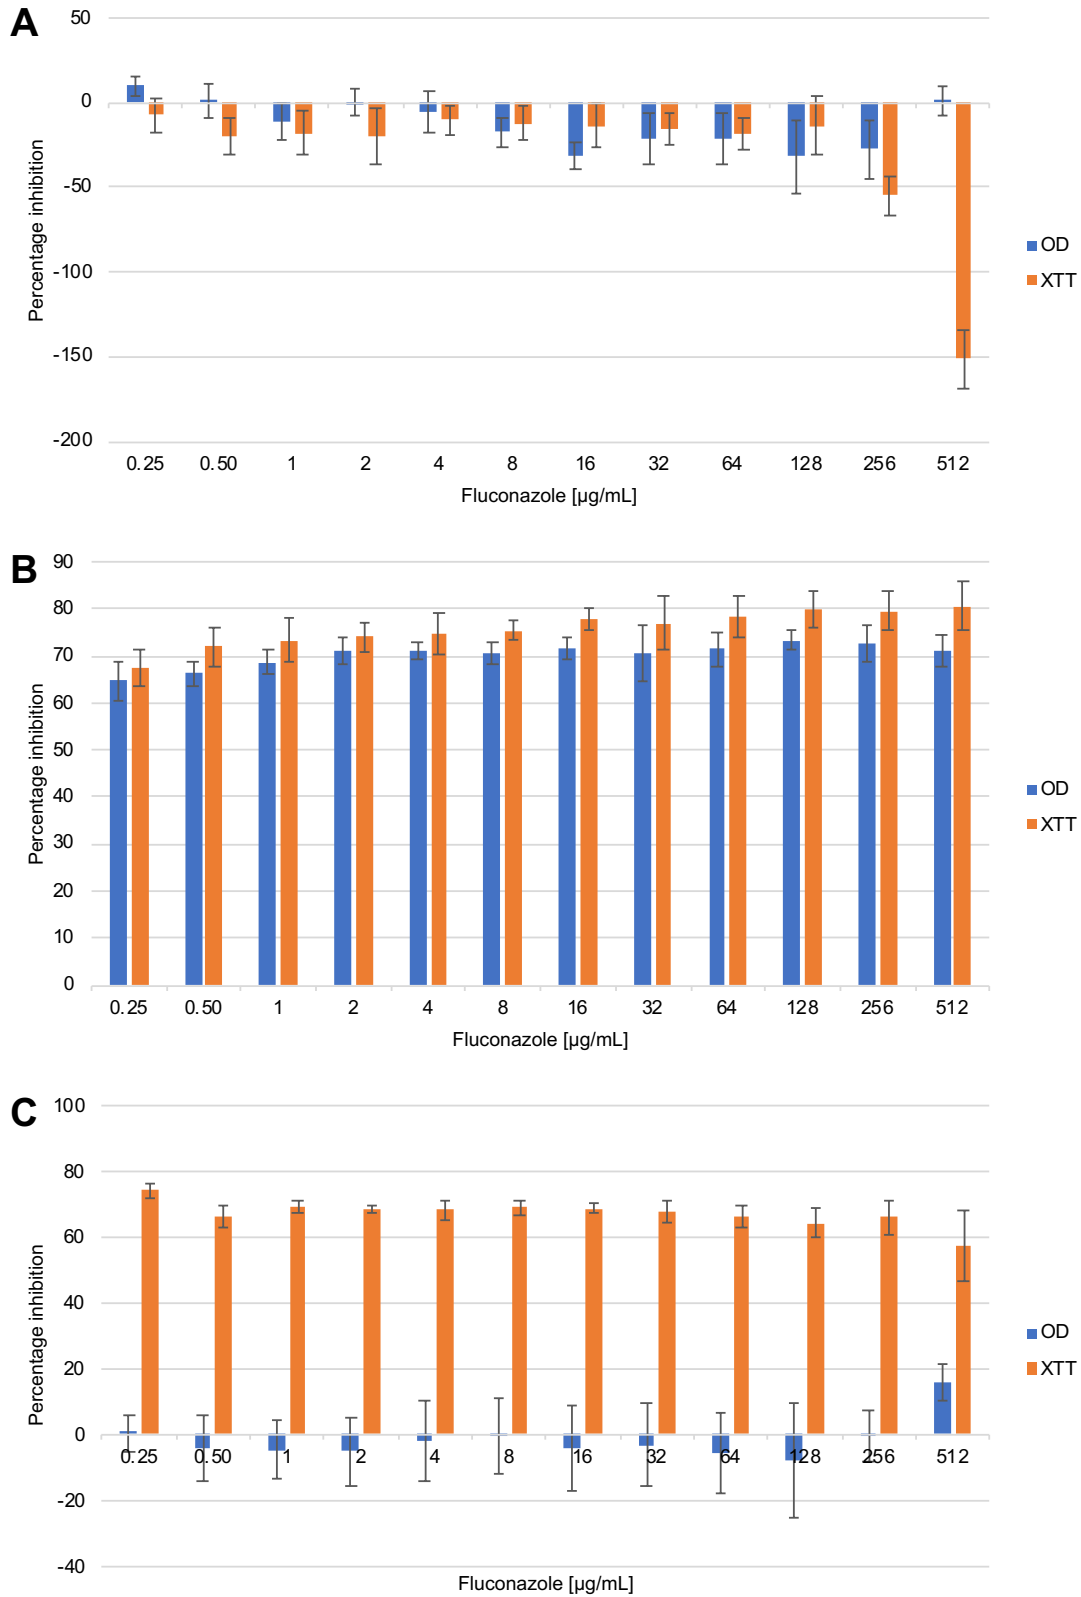 A
50
0
-50
-100
-150
-200
Percentage inhibition
0.25 0.50 1 2 4 8 16 32 64 128 256 512
Fluconazole [µg/mL]
OD
XTT
B
90
80
70
60
50
40
30
20
10
0
Percentage inhibition
0.25 0.50 1 2 4 8 16 32 64 128 256 512
Fluconazole [µg/mL]
OD
XTT
C
100
80
60
40
20
0
-20
-40
Percentage inhibition
0.25 0.50 1 2 4 8 16 32 64 128 256 512
Fluconazole [µg/mL]
OD
XTT